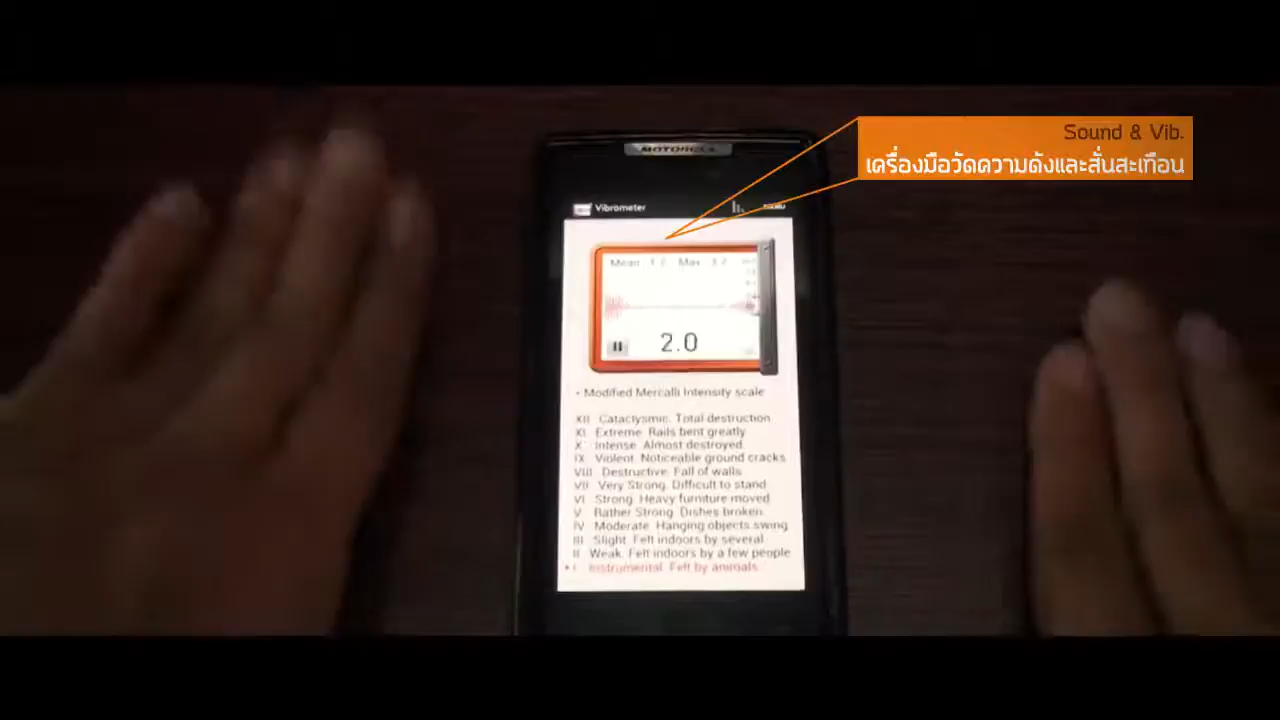 Sound & Vib.
เครื่องมือวัดความดังและสั่นสะเทือน
MOTOROLA
Vibrometer
Mean Max
2.0
• Modified Mercalli Intensity scale
XII Cataclysmic. Total destruction
XI Extreme. Rails bent greatly
X Intense. Almost destroyed.
IX Violent. Noticeable ground cracks
VIII Destructive. Fall of walls
VII Very Strong. Difficult to stand
VI Strong. Heavy furniture moved
V Rather Strong. Dishes broken.
IV Moderate. Hanging objects swing
III Slight. Felt indoors by several
II Weak. Felt indoors by a few people
• I Instrumental. Felt by animals